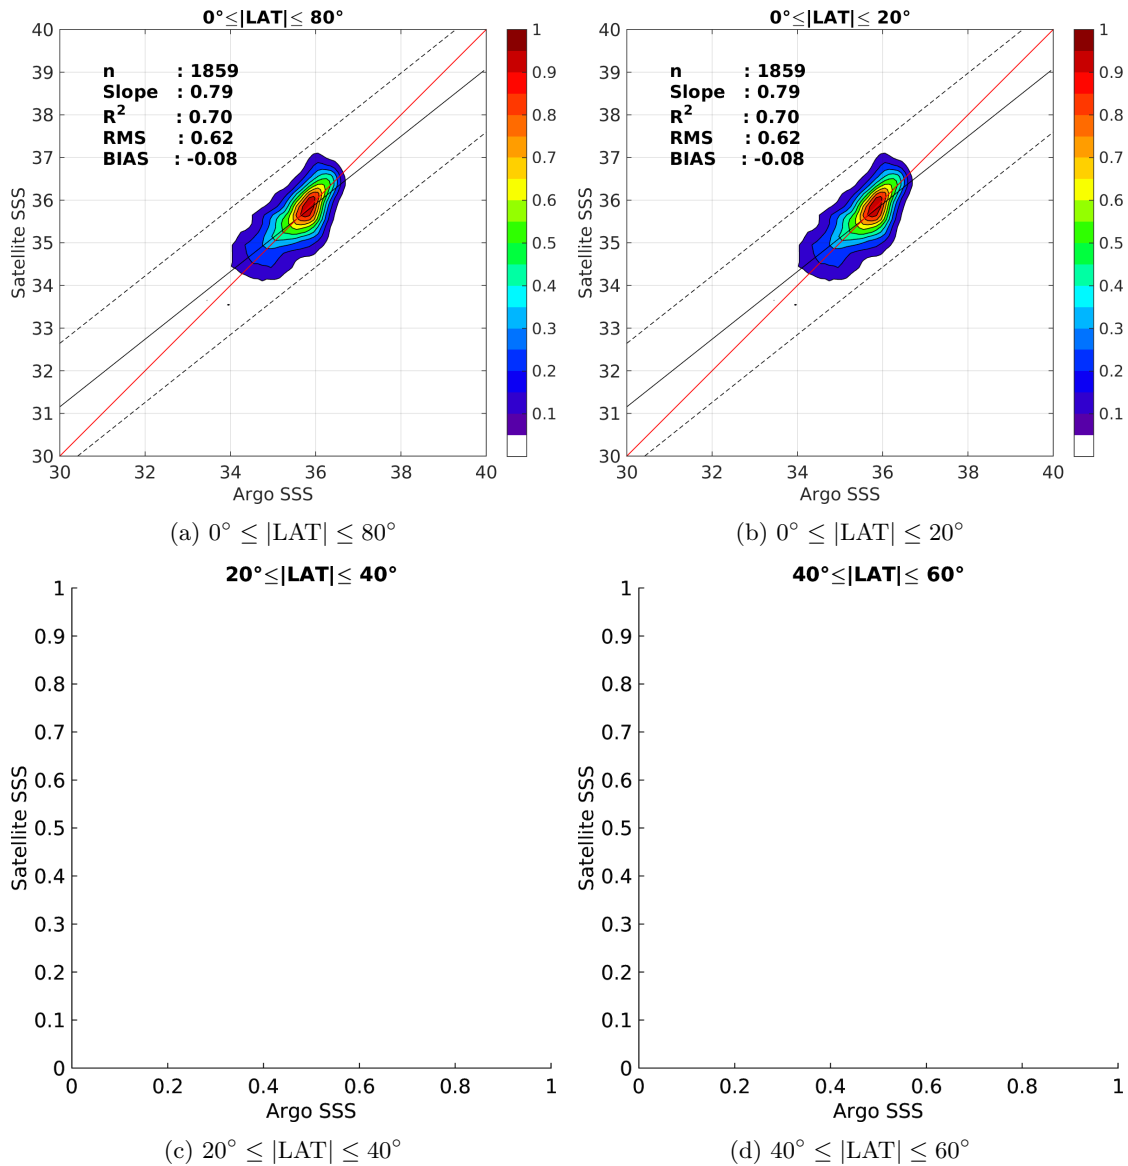 0°≤|LAT|≤ 80°
40
39
38
37
36
35
34
33
32
31
30
Satellite SSS
n : 1859
Slope : 0.79
R² : 0.70
RMS : 0.62
BIAS : -0.08
30 32 34 36 38 40
Argo SSS
1
0.9
0.8
0.7
0.6
0.5
0.4
0.3
0.2
0.1
(a) 0° ≤ |LAT| ≤ 80°
0°≤|LAT|≤ 20°
40
39
38
37
36
35
34
33
32
31
30
Satellite SSS
n : 1859
Slope : 0.79
R² : 0.70
RMS : 0.62
BIAS : -0.08
30 32 34 36 38 40
Argo SSS
1
0.9
0.8
0.7
0.6
0.5
0.4
0.3
0.2
0.1
(b) 0° ≤ |LAT| ≤ 20°
20°≤|LAT|≤ 40°
1
0.9
0.8
0.7
0.6
0.5
0.4
0.3
0.2
0.1
0
Satellite SSS
0 0.2 0.4 0.6 0.8 1
Argo SSS
(c) 20° ≤ |LAT| ≤ 40°
40°≤|LAT|≤ 60°
1
0.9
0.8
0.7
0.6
0.5
0.4
0.3
0.2
0.1
0
Satellite SSS
0 0.2 0.4 0.6 0.8 1
Argo SSS
(d) 40° ≤ |LAT| ≤ 60°